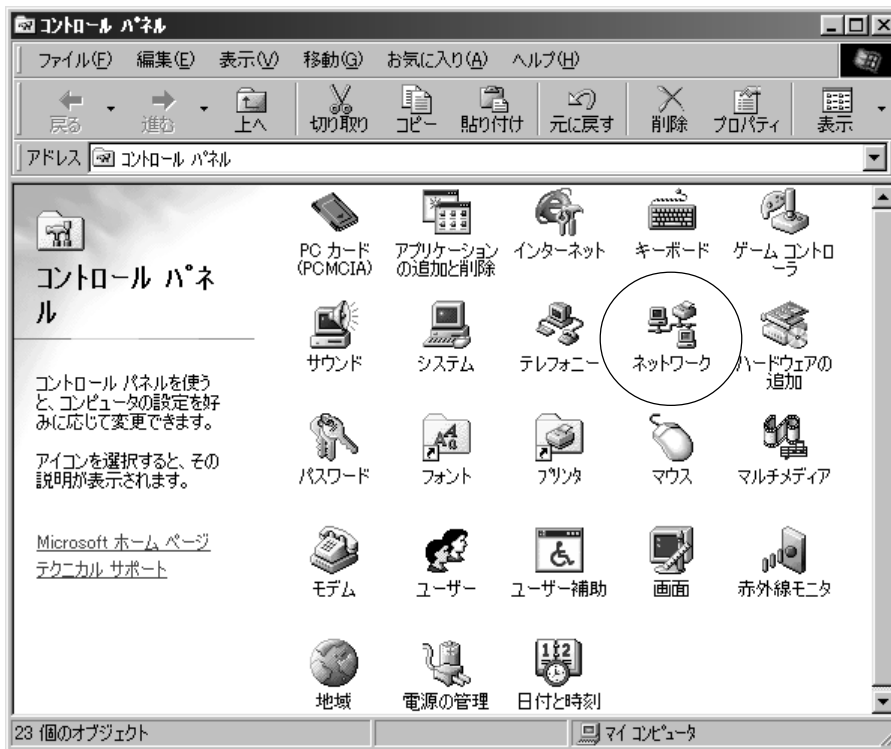 コントロール パネル
ファイル(F) 編集(E) 表示(V) 移動(G) お気に入り(A) ヘルプ(H)
戻る 進む 上へ 切り取り コピー 貼り付け 元に戻す 削除 プロパティ 表示
アドレス コントロール パネル
コントロール パネ
ル
コントロール パネルを使う
と、コンピュータの設定を好
みに応じて変更できます。
アイコンを選択すると、その
説明が表示されます。
Microsoft ホーム ページ
テクニカル サポート
PC カード
(PCMCIA)
アプリケーション
の追加と削除
インターネット
キーボード
ゲーム コントロ
ーラ
サウンド
システム
テレフォニー
ネットワーク
ハードウェアの
追加
パスワード
フォント
プリンタ
マウス
マルチメディア
モデム
ユーザー
ユーザー補助
画面
赤外線モニタ
地域
電源の管理
日付と時刻
23 個のオブジェクト
マイ コンピュータ